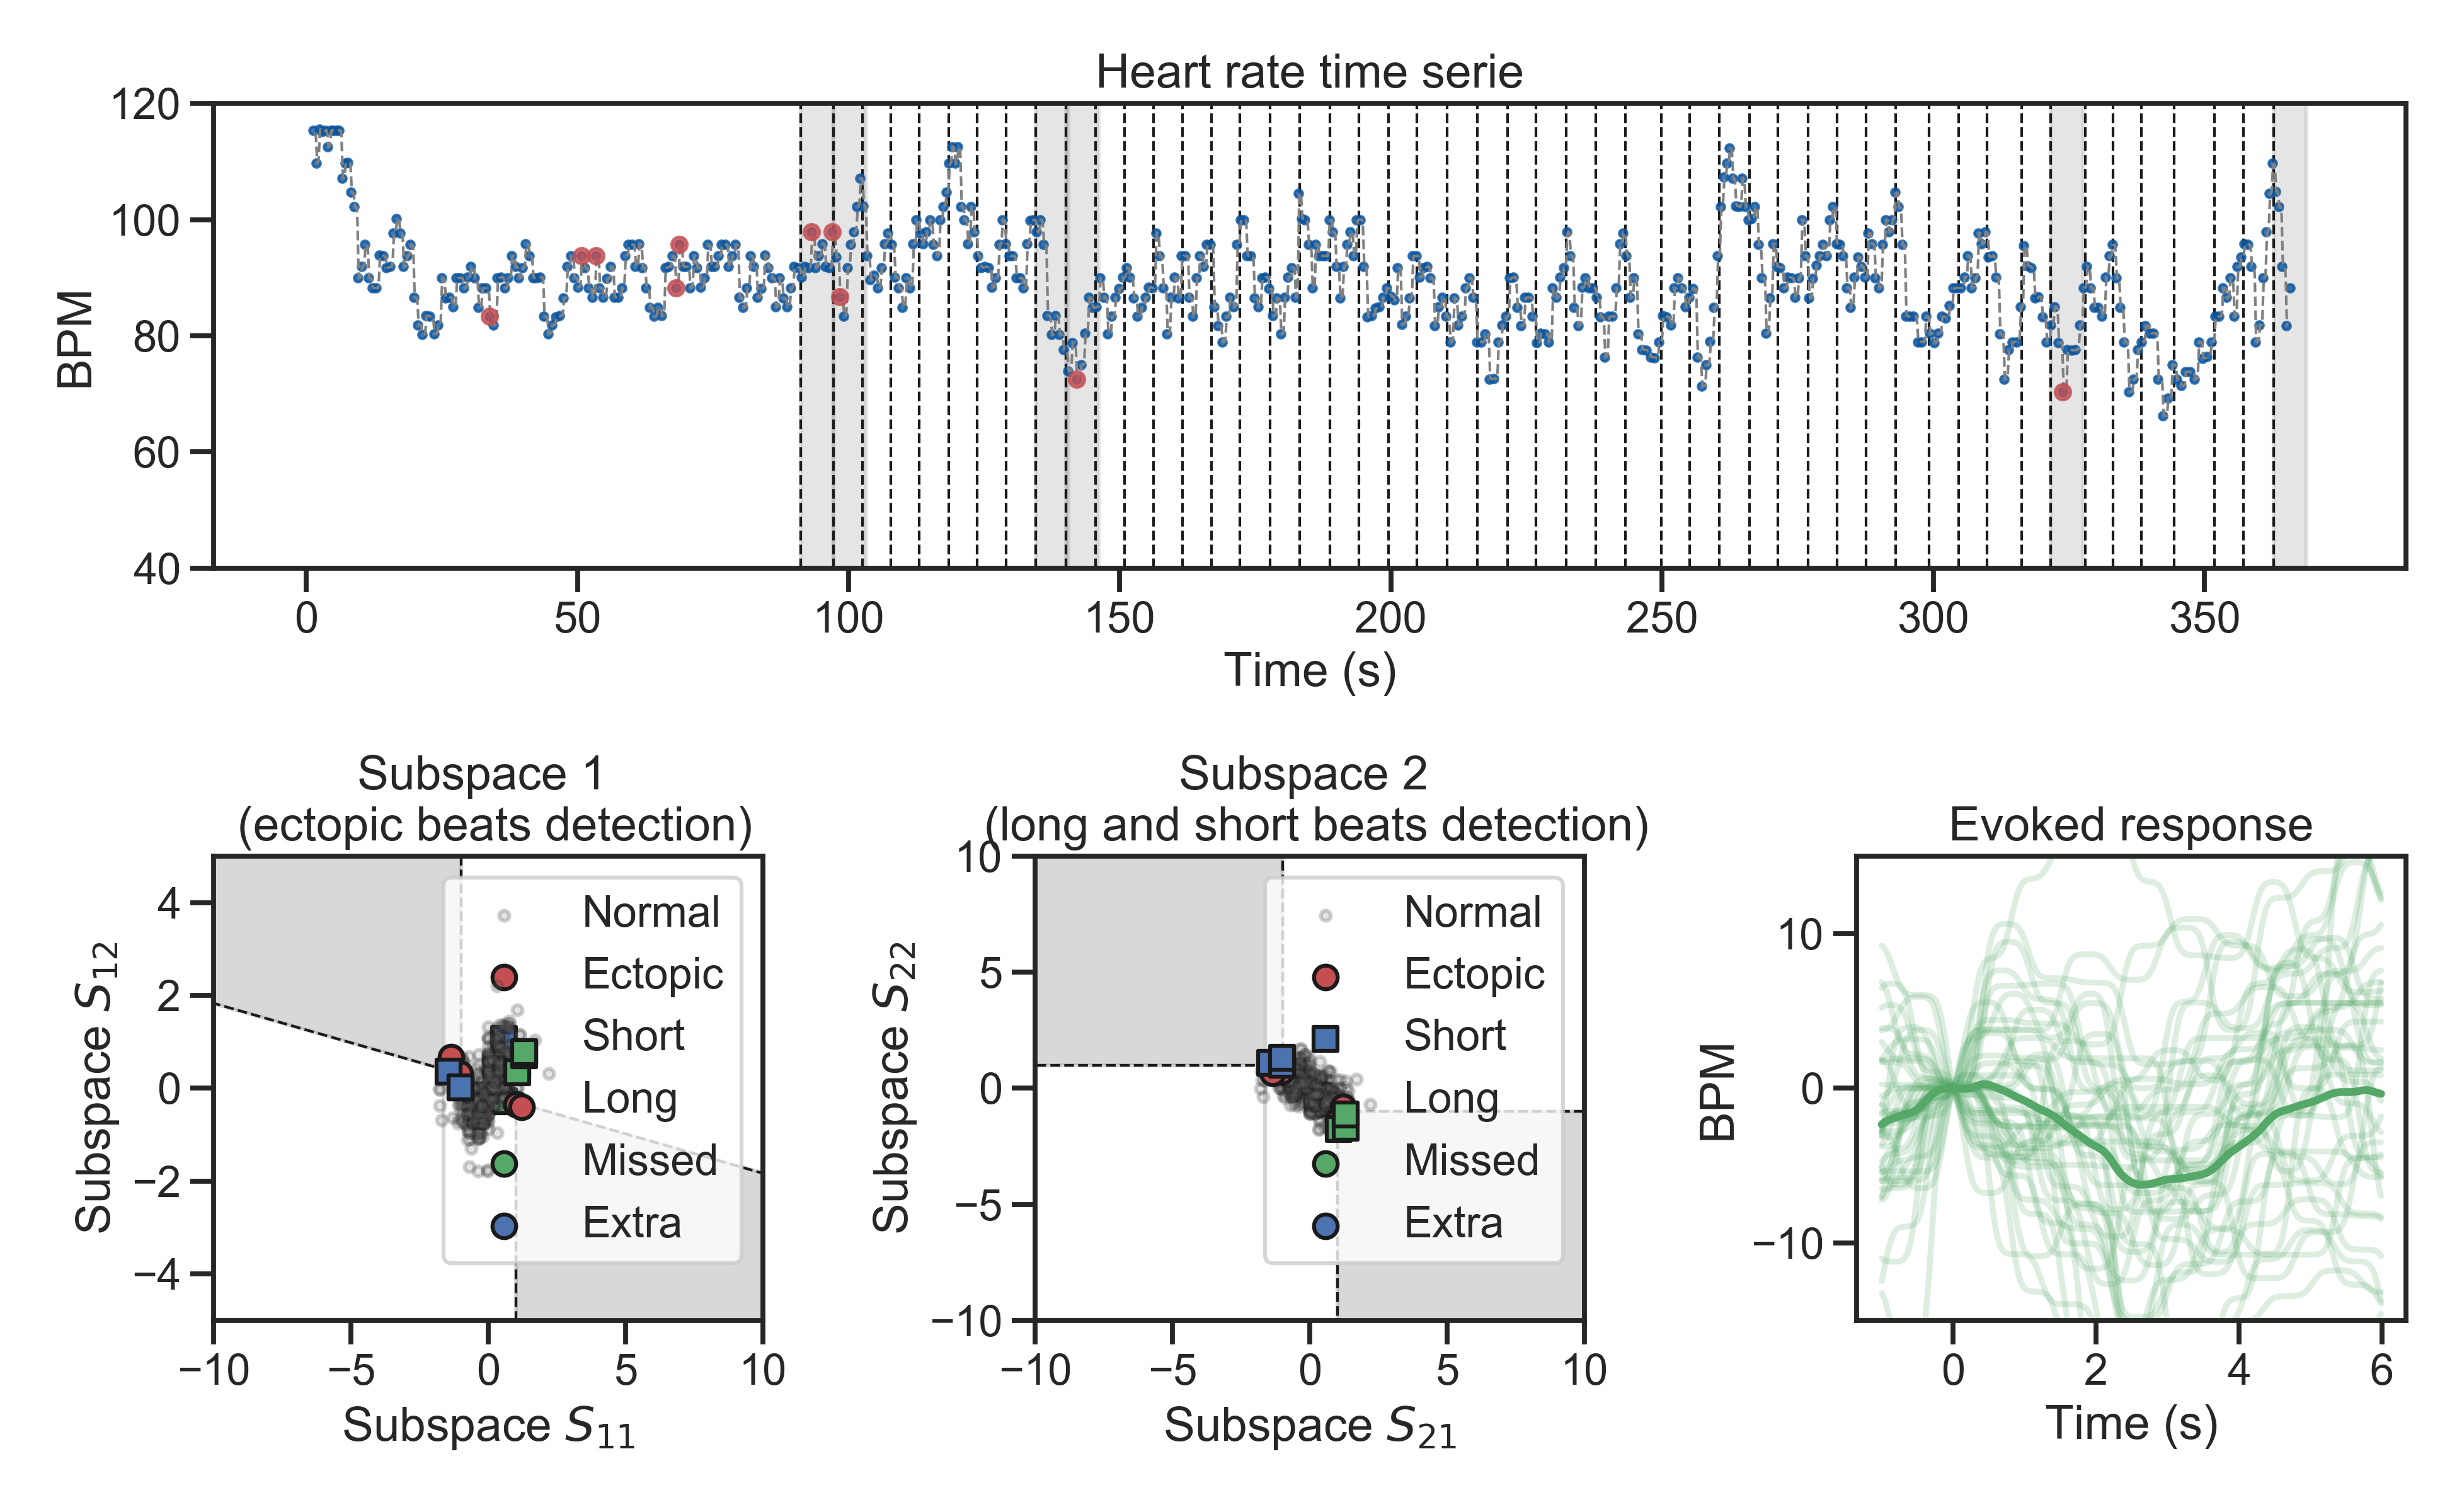 Heart rate time serie
120
100
80
60
40
BPM
0 50 100 150 200 250 300 350
Time (s)
Subspace 1
(ectopic beats detection)
4
2
0
−2
−4
Subspace S12
Normal
Ectopic
Short
Long
Missed
Extra
−10 −5 0 5 10
Subspace S11
Subspace 2
(long and short beats detection)
10
5
0
−5
−10
Subspace S22
Normal
Ectopic
Short
Long
Missed
Extra
−10 −5 0 5 10
Subspace S21
Evoked response
10
0
−10
BPM
0 2 4 6
Time (s)